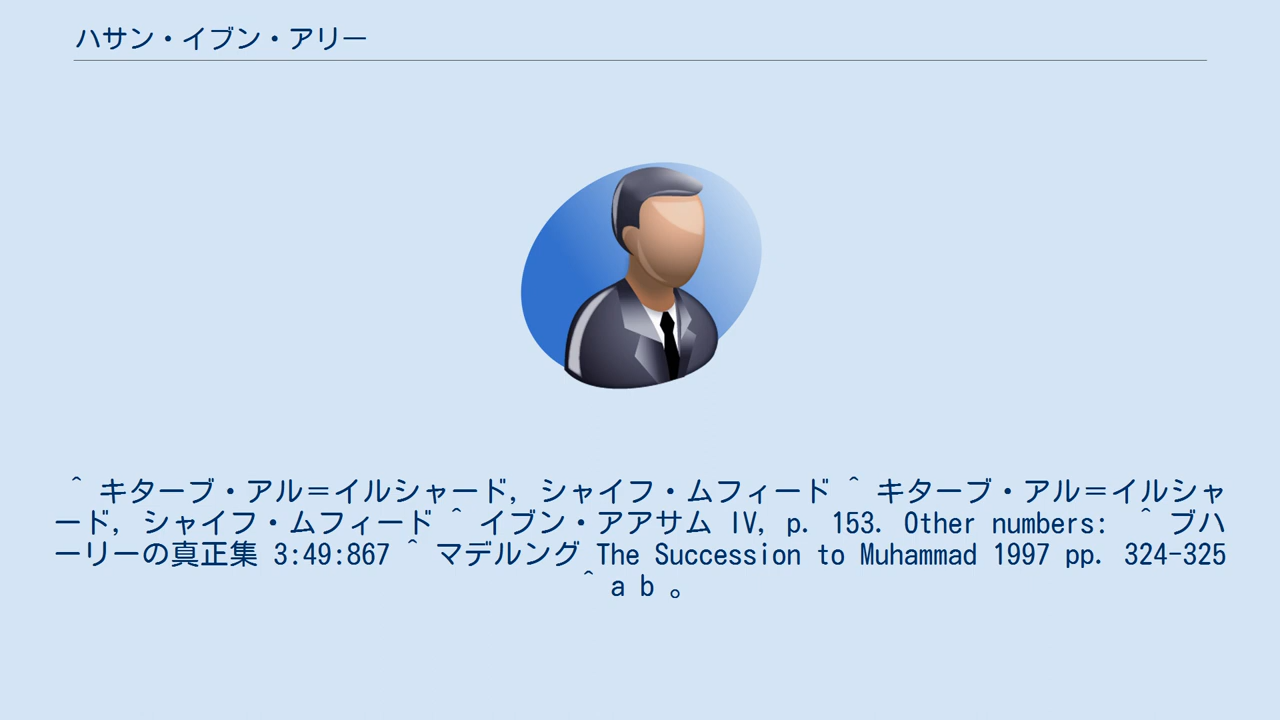 ハサン・イブン・アリー
^ キターブ・アル＝イルシャード, シャイフ・ムフィード ^ キターブ・アル＝イルシャ
ード, シャイフ・ムフィード ^ イブン・アアサム IV, p. 153. Other numbers: ^ ブハ
ーリーの真正集 3:49:867 ^ マデルング The Succession to Muhammad 1997 pp. 324-325
^ a b 。